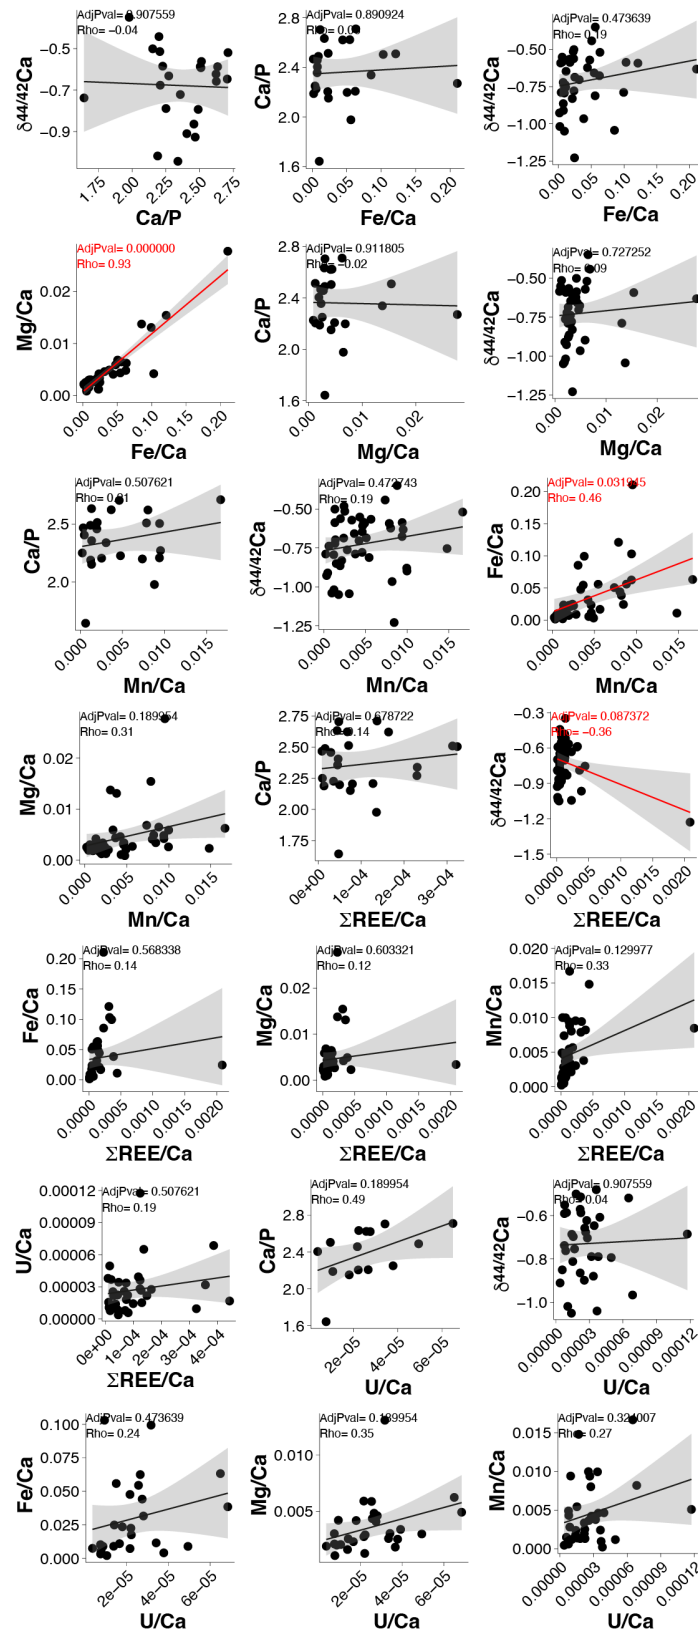 AdjPval= 0.907559
Rho= −0.04
δ44/42Ca
−0.5
−0.7
−0.9
1.75
2.00
2.25
2.50
2.75
Ca/P
AdjPval= 0.890924
Ca/P
2.8
2.4
2.0
1.6
0.00
0.05
0.10
0.15
0.20
Fe/Ca
AdjPval= 0.473639
Rho= 0.19
δ44/42Ca
−0.50
−0.75
−1.00
−1.25
0.00
0.05
0.10
0.15
0.20
Fe/Ca
AdjPval= 0.000000
Rho= 0.93
Mg/Ca
0.02
0.01
0.00
0.00
0.05
0.10
0.15
0.20
Fe/Ca
AdjPval= 0.911805
Rho= −0.02
Ca/P
2.8
2.4
2.0
1.6
0.00
0.01
0.02
Mg/Ca
AdjPval= 0.727252
Rho= 0.09
δ44/42Ca
−0.50
−0.75
−1.00
−1.25
0.00
0.01
0.02
Mg/Ca
AdjPval= 0.507621
Ca/P
2.5
2.0
0.000
0.005
0.010
0.015
Mn/Ca
AdjPval= 0.472743
Rho= 0.19
δ44/42Ca
−0.50
−0.75
−1.00
−1.25
0.000
0.005
0.010
0.015
Mn/Ca
AdjPval= 0.031945
Rho= 0.46
Fe/Ca
0.20
0.15
0.10
0.05
0.00
0.000
0.005
0.010
0.015
Mn/Ca
AdjPval= 0.189954
Rho= 0.31
Mg/Ca
0.02
0.01
0.00
0.000
0.005
0.010
0.015
Mn/Ca
AdjPval= 0.678722
Rho= 0.14
Ca/P
2.75
2.50
2.25
2.00
1.75
0e+00
1e−04
2e−04
3e−04
ΣREE/Ca
AdjPval= 0.087372
Rho= −0.36
δ44/42Ca
−0.3
−0.6
−0.9
−1.2
−1.5
0.0000
0.0005
0.0010
0.0015
0.0020
ΣREE/Ca
AdjPval= 0.568338
Rho= 0.14
Fe/Ca
0.20
0.15
0.10
0.05
0.00
0.0000
0.0005
0.0010
0.0015
0.0020
ΣREE/Ca
AdjPval= 0.603321
Rho= 0.12
Mg/Ca
0.02
0.01
0.00
0.0000
0.0005
0.0010
0.0015
0.0020
ΣREE/Ca
AdjPval= 0.129977
Rho= 0.33
Mn/Ca
0.020
0.015
0.010
0.005
0.000
0.0000
0.0005
0.0010
0.0015
0.0020
ΣREE/Ca
AdjPval= 0.507621
Rho= 0.19
U/Ca
0.00012
0.00009
0.00006
0.00003
0.00000
0e+00
1e−04
2e−04
3e−04
4e−04
ΣREE/Ca
AdjPval= 0.189954
Rho= 0.49
Ca/P
2.8
2.4
2.0
1.6
2e−05
4e−05
6e−05
U/Ca
AdjPval= 0.907559
Rho= 0.04
δ44/42Ca
−0.6
−0.8
−1.0
0.00000
0.00003
0.00006
0.00009
0.00012
U/Ca
AdjPval= 0.473639
Rho= 0.24
Fe/Ca
0.100
0.075
0.050
0.025
0.000
2e−05
4e−05
6e−05
U/Ca
AdjPval= 0.189954
Rho= 0.35
Mg/Ca
0.010
0.005
2e−05
4e−05
6e−05
U/Ca
AdjPval= 0.324007
Rho= 0.27
Mn/Ca
0.015
0.010
0.005
0.000
0.00000
0.00003
0.00006
0.00009
0.00012
U/Ca